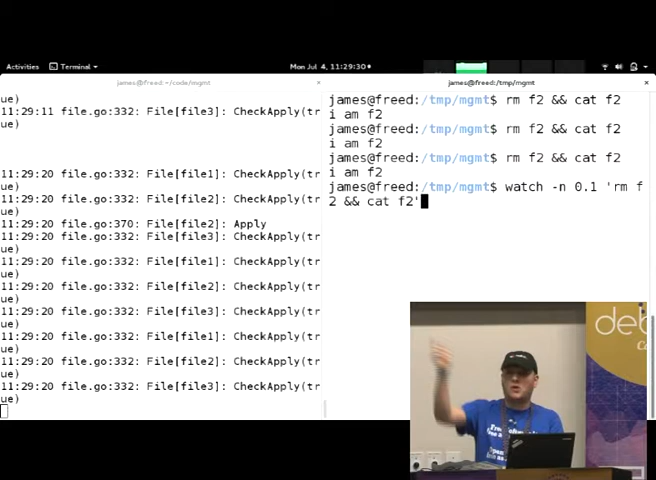 Activities Terminal Mon Jul 4, 11:29:30
james@freed:~/code/mgmt
ue)
11:29:11 file.go:332: File[file3]: CheckApply(tr
ue)
11:29:20 file.go:332: File[file1]: CheckApply(tr
ue)
11:29:20 file.go:332: File[file2]: CheckApply(tr
ue)
11:29:20 file.go:370: File[file2]: Apply
11:29:20 file.go:332: File[file3]: CheckApply(tr
ue)
11:29:20 file.go:332: File[file1]: CheckApply(tr
ue)
11:29:20 file.go:332: File[file2]: CheckApply(tr
ue)
11:29:20 file.go:332: File[file3]: CheckApply(tr
ue)
11:29:20 file.go:332: File[file1]: CheckApply(tr
ue)
11:29:20 file.go:332: File[file2]: CheckApply(tr
ue)
11:29:20 file.go:332: File[file3]: CheckApply(tr
ue)
james@freed:/tmp/mgmt
james@freed:/tmp/mgmt$ rm f2 && cat f2
i am f2
james@freed:/tmp/mgmt$ rm f2 && cat f2
i am f2
james@freed:/tmp/mgmt$ rm f2 && cat f2
i am f2
james@freed:/tmp/mgmt$ watch -n 0.1 'rm f
2 && cat f2'
deb